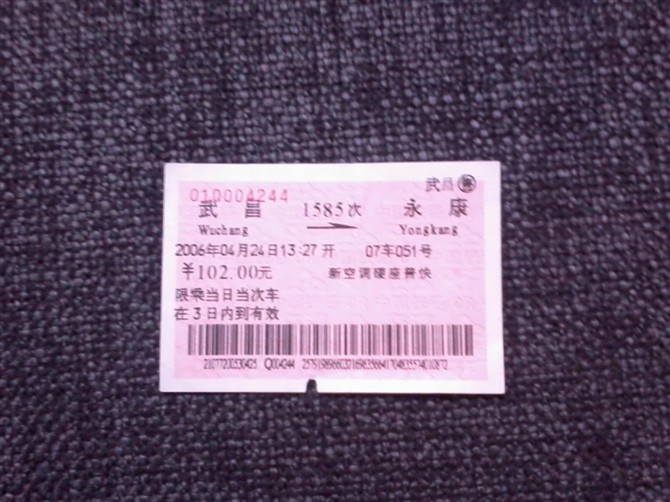 武昌 售
010004244
武 昌 1585次 永 康
Wuchang Yongkang
2006年04月24日13:27 开 07车051号
¥102.00元 新空调硬座普快
限乘当日当次车
在3日内到有效